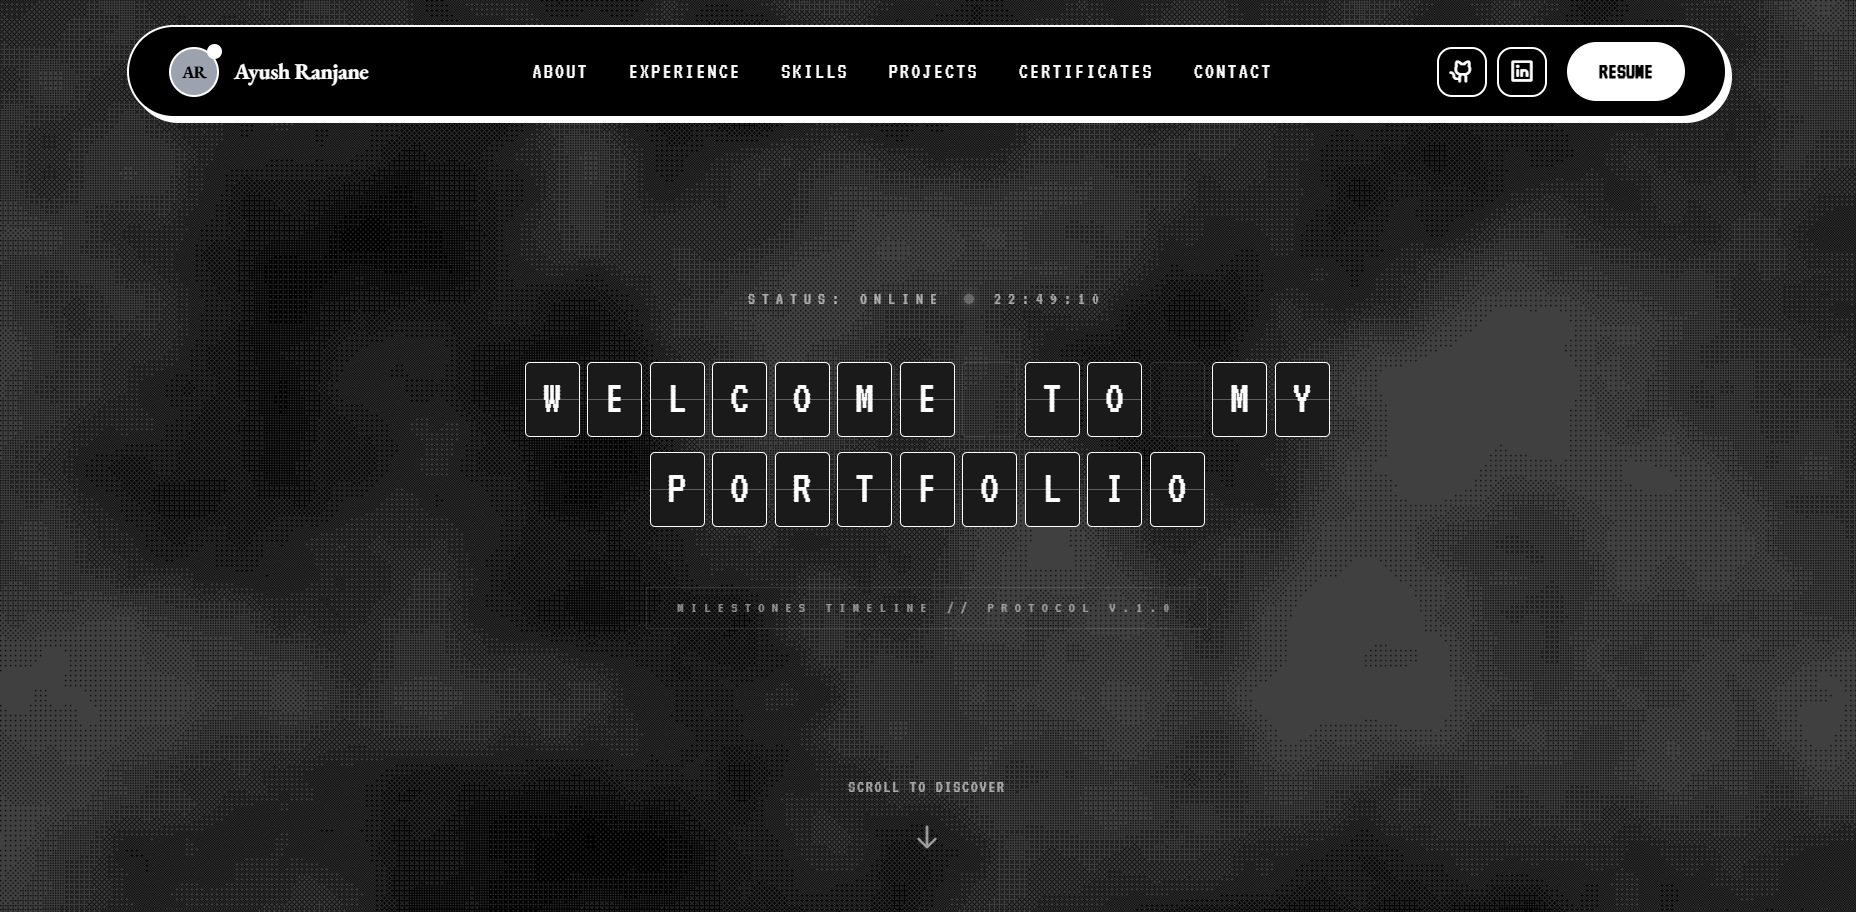 AR Ayush Ranjane ABOUT EXPERIENCE SKILLS PROJECTS CERTIFICATES CONTACT RESUME
STATUS: ONLINE 22:49:10
WELCOME TO MY
PORTFOLIO
MILESTONES TIMELINE // PROTOCOL V.1.0
SCROLL TO DISCOVER